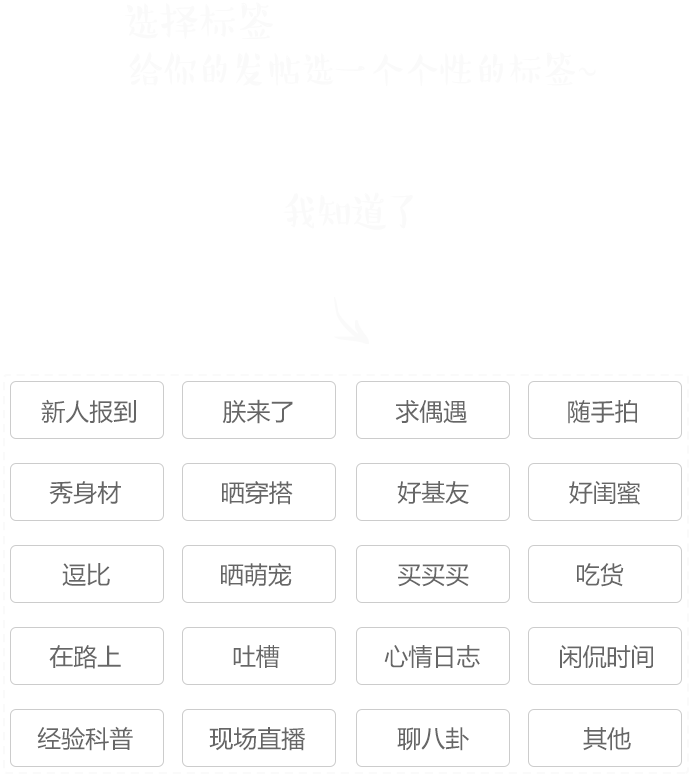 选择标签
给你的发帖选一个个性的标签~
我知道了
新人报到 朕来了 求偶遇 随手拍
秀身材 晒穿搭 好基友 好闺蜜
逗比 晒萌宠 买买买 吃货
在路上 吐槽 心情日志 闲侃时间
经验科普 现场直播 聊八卦 其他